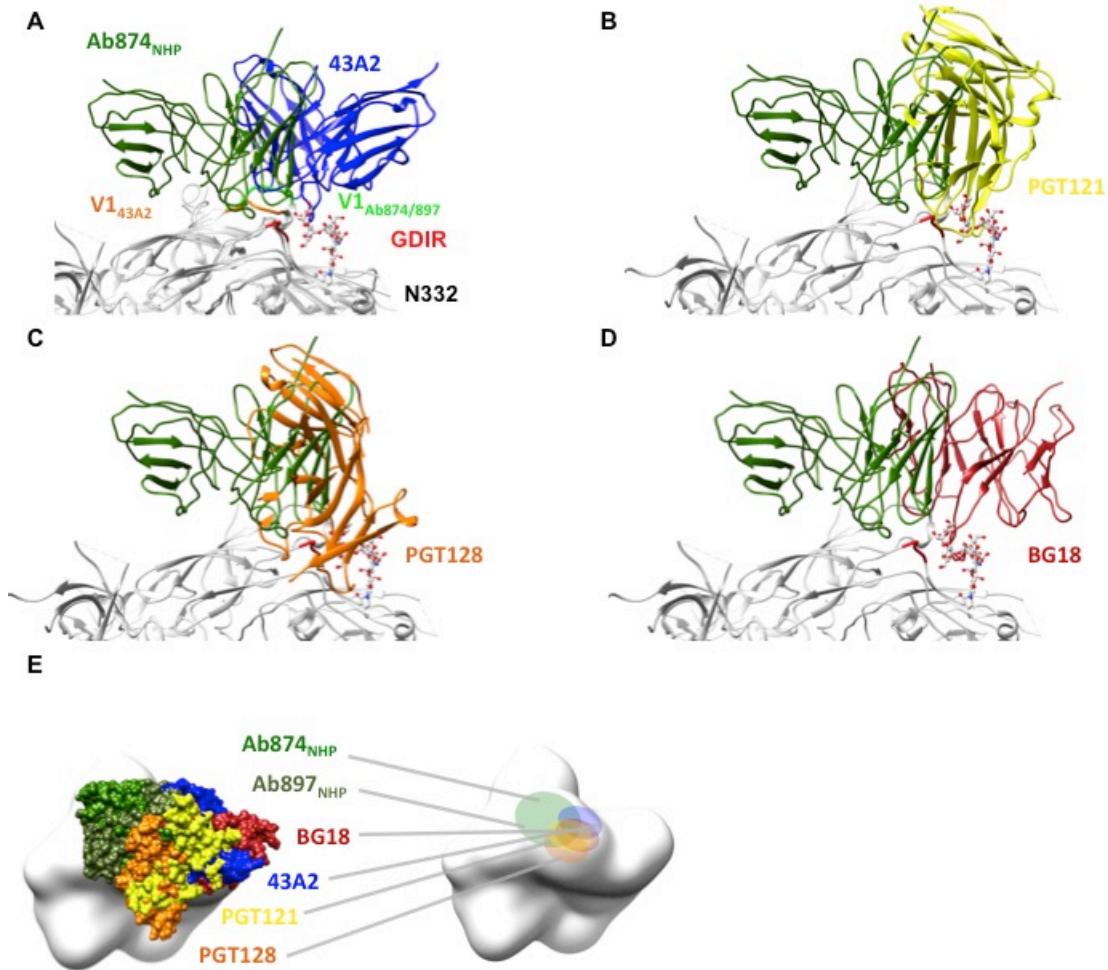 A
Ab874NHP
43A2
V143A2
V1Ab874/897
GDIR
N332
B
PGT121
C
PGT128
D
BG18
E
Ab874NHP
Ab897NHP
BG18
43A2
PGT121
PGT128